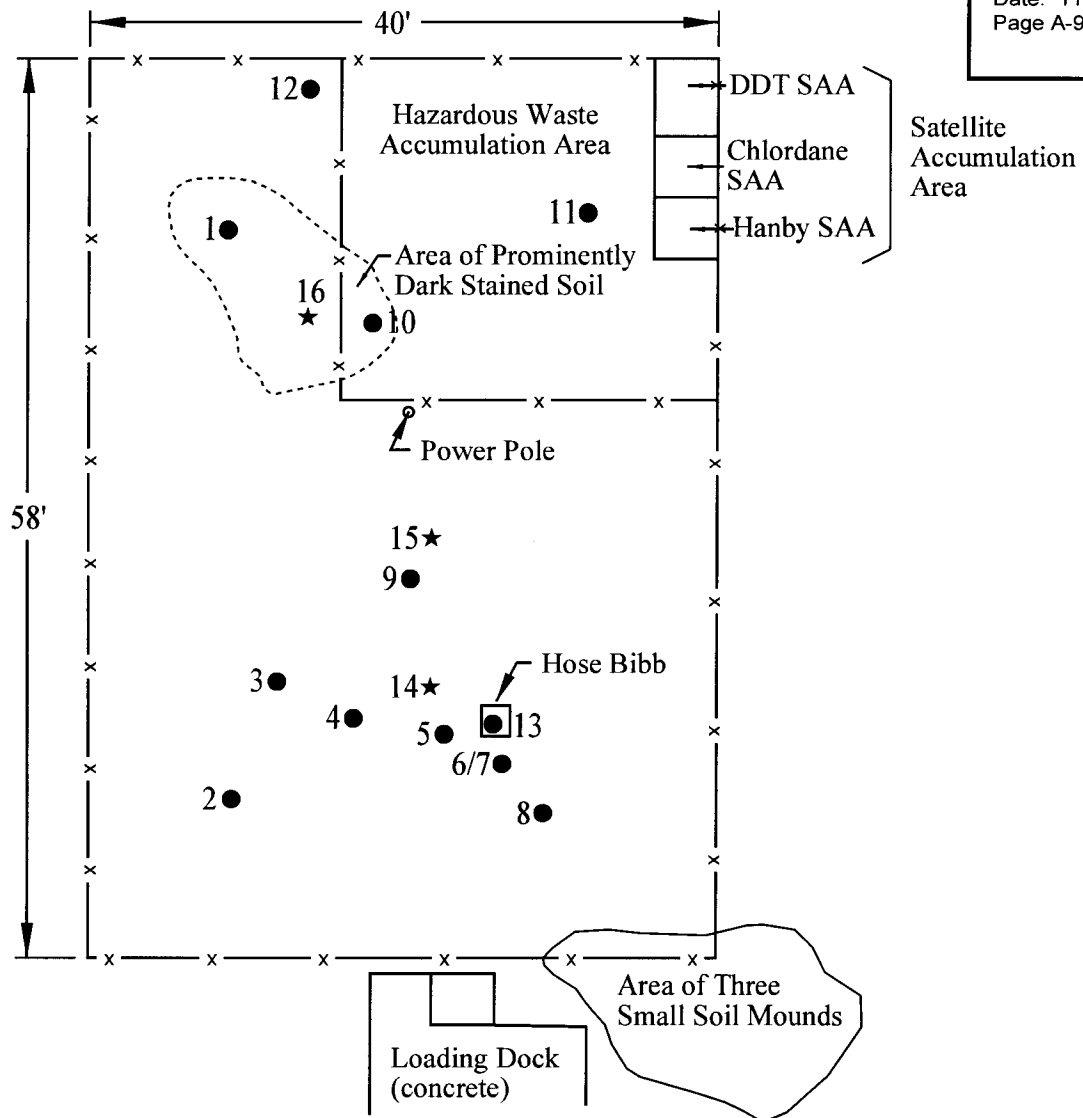 Date: 11
Page A-9
40'
12
Hazardous Waste
Accumulation Area
DDT SAA
Chlordane
SAA
Hanby SAA
Satellite
Accumulation
Area
1
11
Area of Prominently
Dark Stained Soil
16
10
Power Pole
58'
15
9
Hose Bibb
3
14
4
5
13
6/7
2
8
Area of Three
Small Soil Mounds
Loading Dock
(concrete)